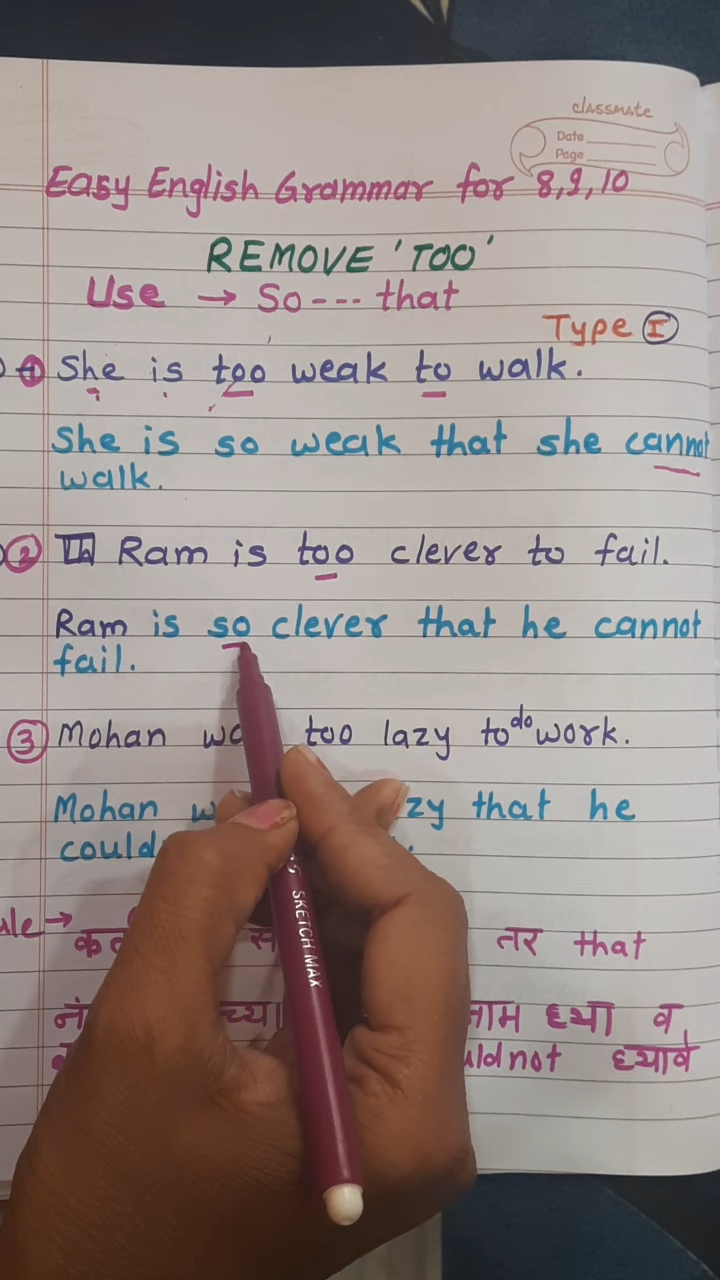 classmate
Date
Page
Easy English Grammar for 8,9,10
REMOVE 'TOO'
Use → So --- that
Type I
1 She is too weak to walk.
She is so weak that she cannot
walk.
2 Ram is too clever to fail.
Ram is so clever that he cannot
fail.
3 Mohan too lazy to do work.
Mohan that he
could
तर that
घ्या व
not घ्यावे
SKETCH MAX